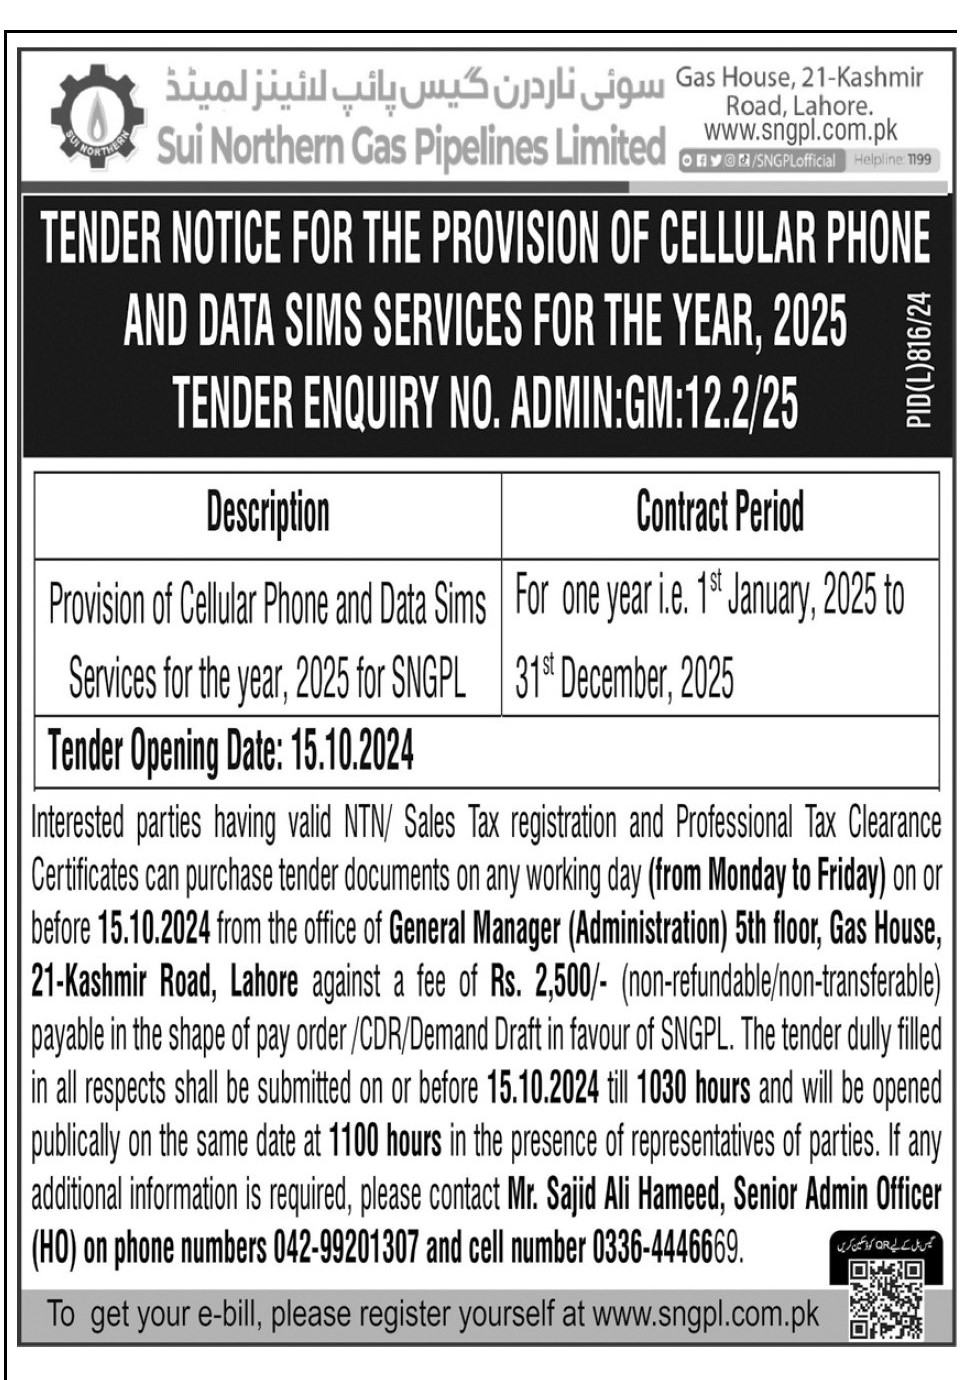 سوئی ناردرن گیس پائپ لائینز لمیٹڈ
Sui Northern Gas Pipelines Limited
SUI NORTHERN
Gas House, 21-Kashmir
Road, Lahore.
www.sngpl.com.pk
/SNGPLofficial Helpline: 1199
TENDER NOTICE FOR THE PROVISION OF CELLULAR PHONE
AND DATA SIMS SERVICES FOR THE YEAR, 2025
TENDER ENQUIRY NO. ADMIN:GM:12.2/25
PID(L)816/24
Description
Contract Period
Provision of Cellular Phone and Data Sims
Services for the year, 2025 for SNGPL
For one year i.e. 1st January, 2025 to
31st December, 2025
Tender Opening Date: 15.10.2024
Interested parties having valid NTN/ Sales Tax registration and Professional Tax Clearance
Certificates can purchase tender documents on any working day (from Monday to Friday) on or
before 15.10.2024 from the office of General Manager (Administration) 5th floor, Gas House,
21-Kashmir Road, Lahore against a fee of Rs. 2,500/- (non-refundable/non-transferable)
payable in the shape of pay order /CDR/Demand Draft in favour of SNGPL. The tender dully filled
in all respects shall be submitted on or before 15.10.2024 till 1030 hours and will be opened
publically on the same date at 1100 hours in the presence of representatives of parties. If any
additional information is required, please contact Mr. Sajid Ali Hameed, Senior Admin Officer
(HO) on phone numbers 042-99201307 and cell number 0336-4446669.
گیس بل کے لیے QR کوڈ سکین کریں
To get your e-bill, please register yourself at www.sngpl.com.pk